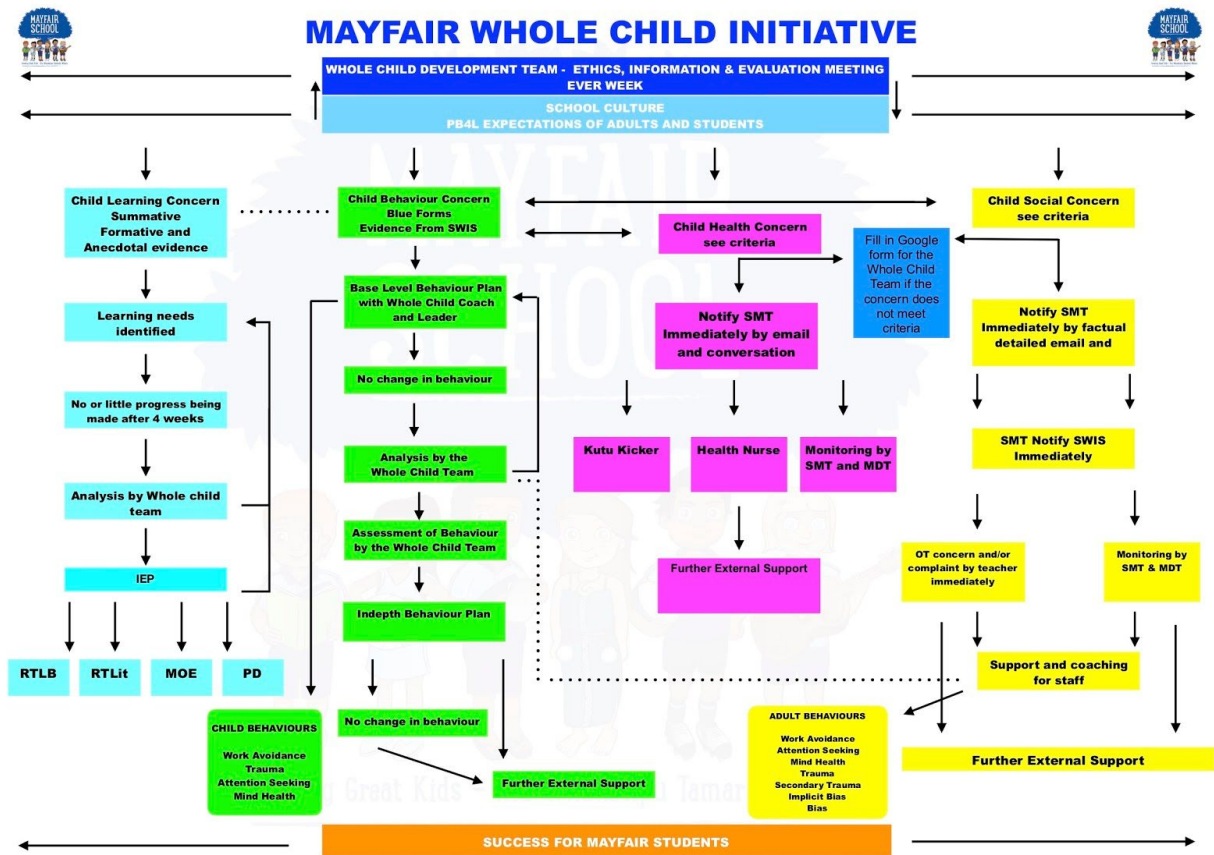 MAYFAIR SCHOOL
MAYFAIR SCHOOL
MAYFAIR WHOLE CHILD INITIATIVE
WHOLE CHILD DEVELOPMENT TEAM - ETHICS, INFORMATION & EVALUATION MEETING
EVER WEEK
SCHOOL CULTURE
PB4L EXPECTATIONS OF ADULTS AND STUDENTS
Child Learning Concern
Summative
Formative and
Anecdotal evidence
Learning needs
identified
No or little progress being
made after 4 weeks
Analysis by Whole child
team
IEP
RTLB
RTLit
MOE
PD
Child Behaviour Concern
Blue Forms
Evidence From SWIS
Base Level Behaviour Plan
with Whole Child Coach
and Leader
No change in behaviour
Analysis by the
Whole Child Team
Assessment of Behaviour
by the Whole Child Team
Indepth Behaviour Plan
No change in behaviour
Further External Support
CHILD BEHAVIOURS
Work Avoidance
Trauma
Attention Seeking
Mind Health
Child Health Concern
see criteria
Notify SMT
Immediately by email
and conversation
Kutu Kicker
Health Nurse
Monitoring by
SMT and MDT
Further External Support
Fill in Google
form for the
Whole Child
Team if the
concern does
not meet
criteria
Child Social Concern
see criteria
Notify SMT
Immediately by factual
detailed email and
SMT Notify SWIS
Immediately
OT concern and/or
complaint by teacher
immediately
Monitoring by
SMT & MDT
Support and coaching
for staff
ADULT BEHAVIOURS
Work Avoidance
Attention Seeking
Mind Health
Trauma
Secondary Trauma
Implicit Bias
Bias
Further External Support
MAYFAIR
SCHOOL
Great Kids
SUCCESS FOR MAYFAIR STUDENTS